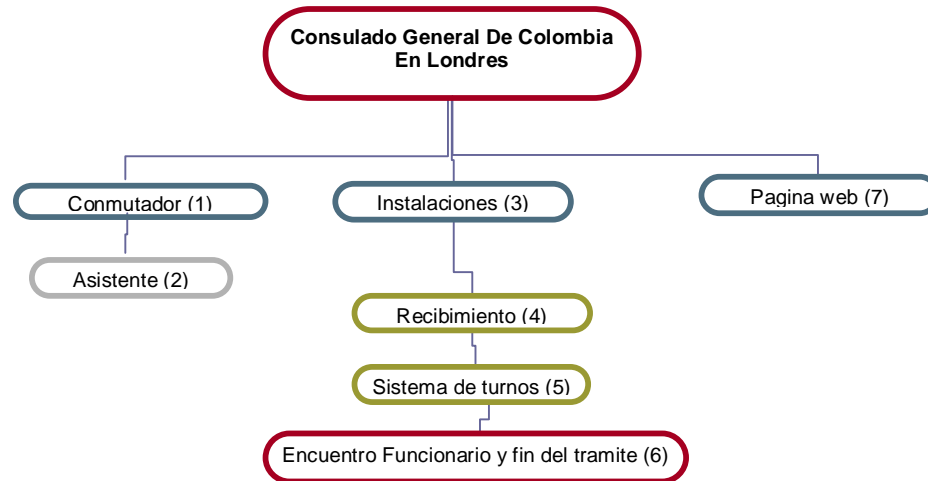 Consulado General De Colombia
En Londres
Conmutador (1)
Instalaciones (3)
Pagina web (7)
Asistente (2)
Recibimiento (4)
Sistema de turnos (5)
Encuentro Funcionario y fin del tramite (6)